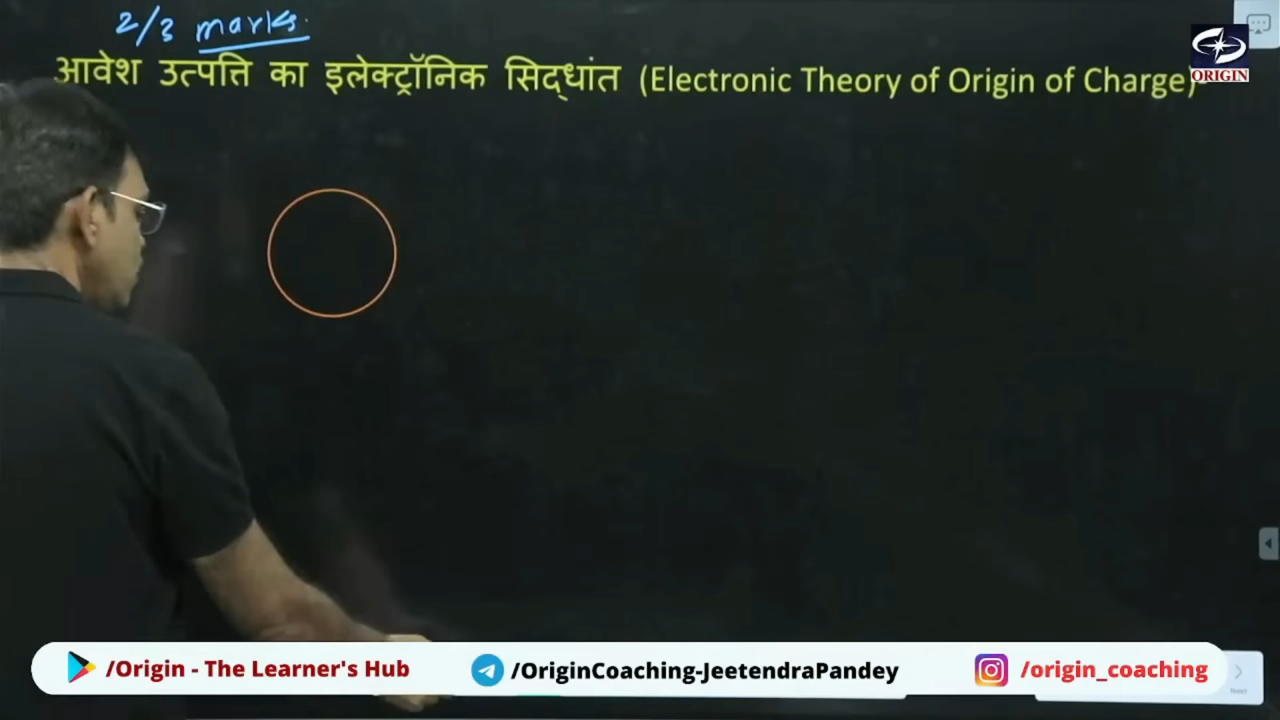 2/3 marks.
आवेश उत्पत्ति का इलेक्ट्रॉनिक सिद्धांत (Electronic Theory of Origin of Charge)-
ORIGIN
/Origin - The Learner's Hub
/OriginCoaching-JeetendraPandey
/origin_coaching
Next